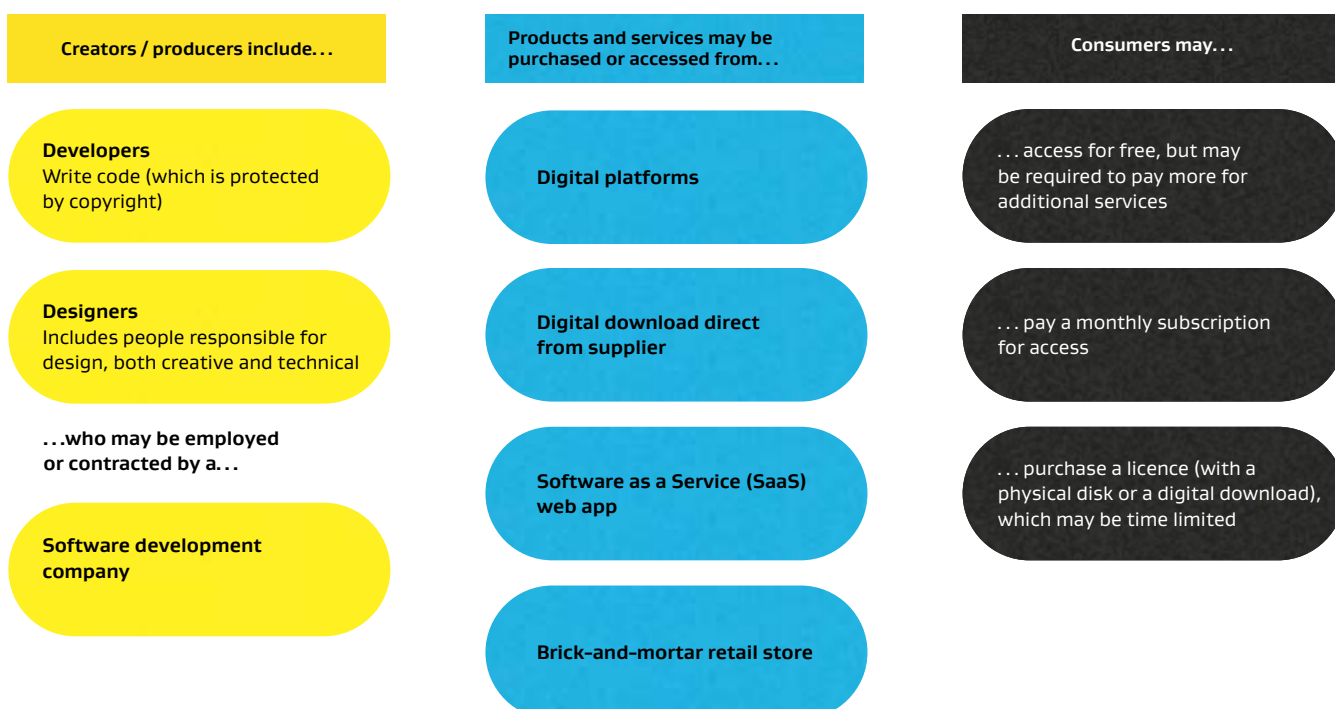 Creators / producers include...
Developers
Write code (which is protected
by copyright)
Designers
Includes people responsible for
design, both creative and technical
...who may be employed
or contracted by a...
Software development
company
Products and services may be
purchased or accessed from...
Digital platforms
Digital download direct
from supplier
Software as a Service (SaaS)
web app
Brick-and-mortar retail store
Consumers may...
... access for free, but may
be required to pay more for
additional services
... pay a monthly subscription
for access
... purchase a licence (with a
physical disk or a digital download),
which may be time limited